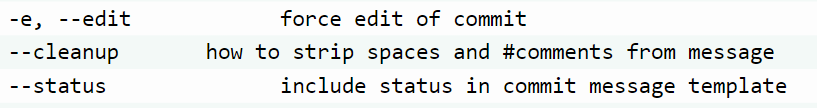 -e, --edit            force edit of commit
--cleanup       how to strip spaces and #comments from message
--status              include status in commit message template